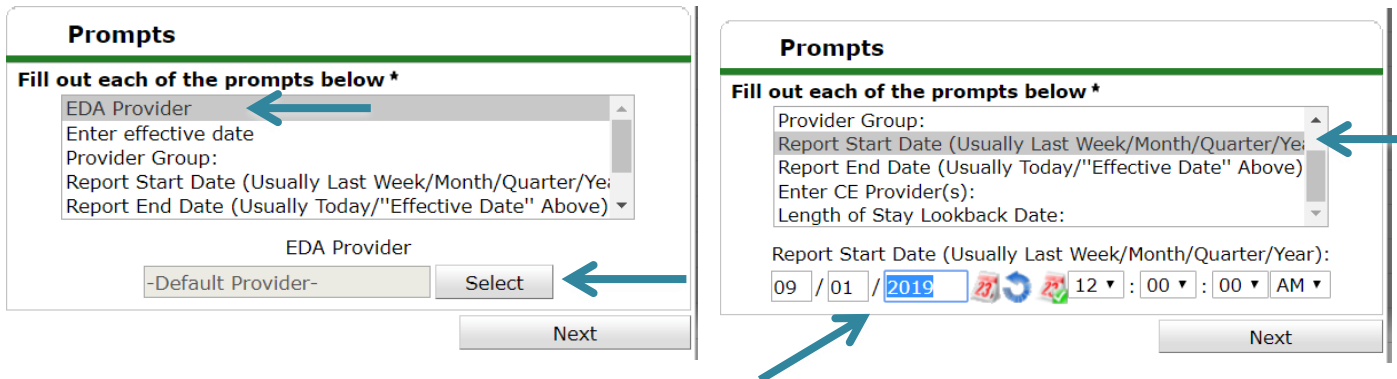 Prompts
Fill out each of the prompts below *
EDA Provider
Enter effective date
Provider Group:
Report Start Date (Usually Last Week/Month/Quarter/Yea
Report End Date (Usually Today/"Effective Date" Above)
EDA Provider
-Default Provider-
Select
Next
Prompts
Fill out each of the prompts below *
Provider Group:
Report Start Date (Usually Last Week/Month/Quarter/Yea
Report End Date (Usually Today/"Effective Date" Above)
Enter CE Provider(s):
Length of Stay Lookback Date:
Report Start Date (Usually Last Week/Month/Quarter/Year):
09 / 01 / 2019 23 23 12 : 00 : 00 AM
Next